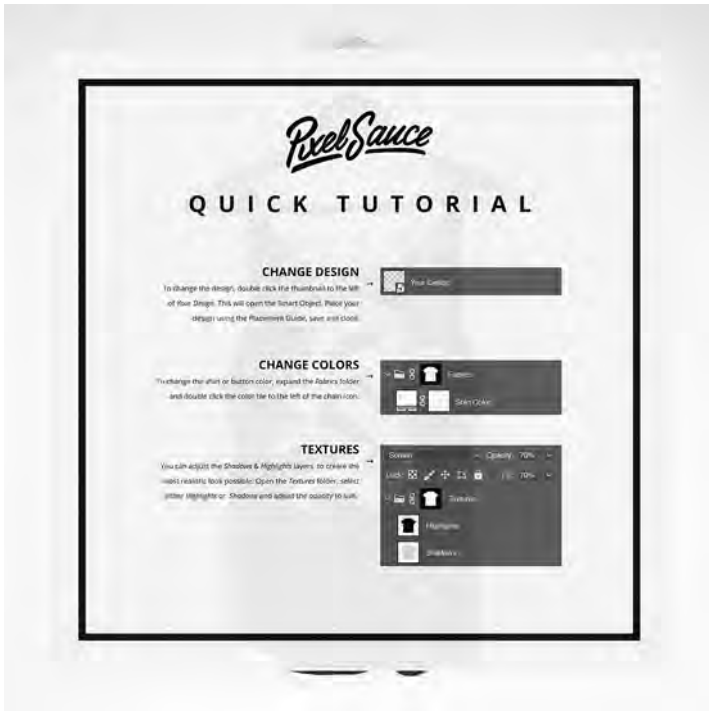 PixelSauce
QUICK TUTORIAL
CHANGE DESIGN
To change the design, double click the thumbnail to the left
of Your Design. This will open the Smart Object. Place your
design using the Placement Guide, save and close.
→
Your Design
CHANGE COLORS
To change the shirt or button color, expand the Fabrics folder
and double click the color tile to the left of the chain icon.
→
Fabrics
Shirt Color
TEXTURES
You can adjust the Shadows & Highlights layers, to create the
most realistic look possible. Open the Textures folder, select
either Highlights or Shadows and adjust the opacity to suit.
→
Screen Opacity: 70%
Lock: Fill: 70%
Textures
Highlights
Shadows